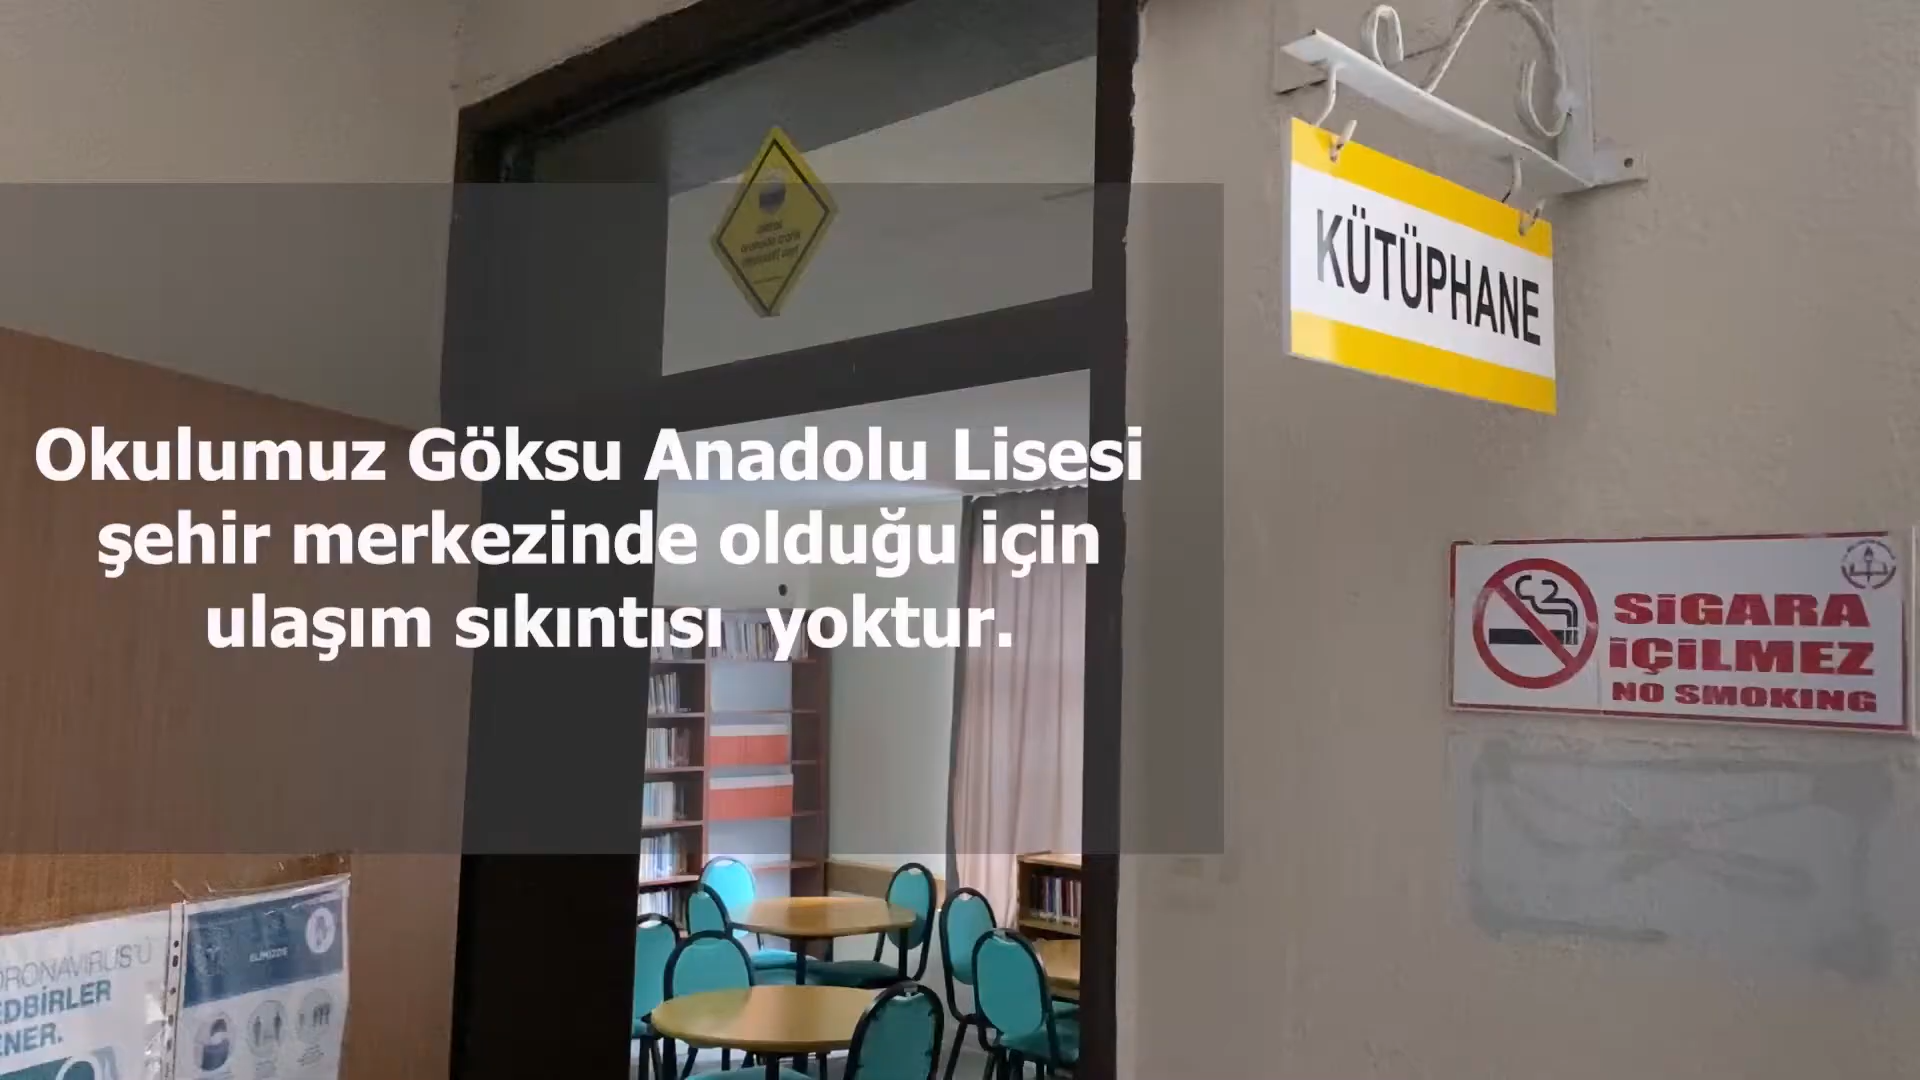 KÜTÜPHANE
Okulumuz Göksu Anadolu Lisesi
şehir merkezinde olduğu için
ulaşım sıkıntısı  yoktur.
SİGARA
İÇİLMEZ
NO SMOKING
EDBİRLER